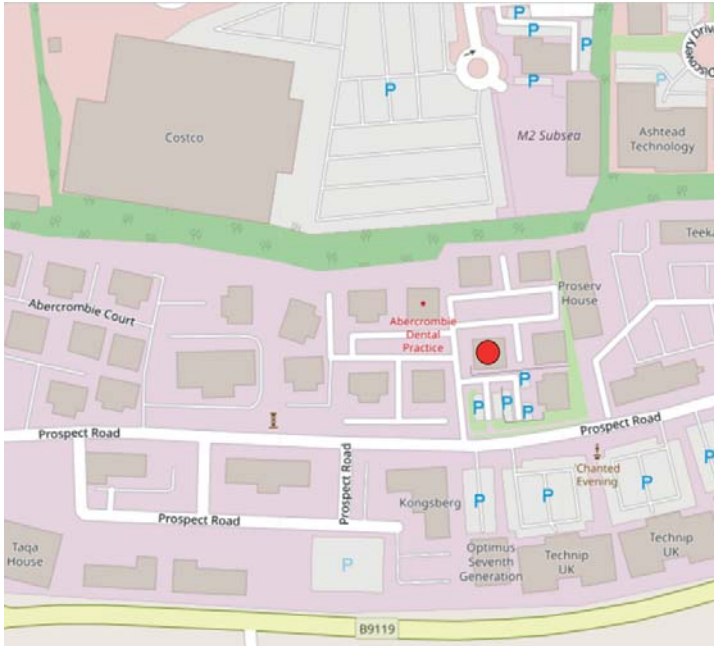 P
P
P
P
P
Discovery Drive
Costco
M2 Subsea
Ashtead
Technology
Teeka
Proserv
House
Abercrombie Court
Abercrombie
Dental
Practice
P
P
P
P
Prospect Road
Prospect Road
Prospect Road
Chanted
Evening
P
P
P
P
Kongsberg
Prospect Road
Optimus
Seventh
Generation
Technip
UK
Technip
UK
Taqa
House
P
B9119